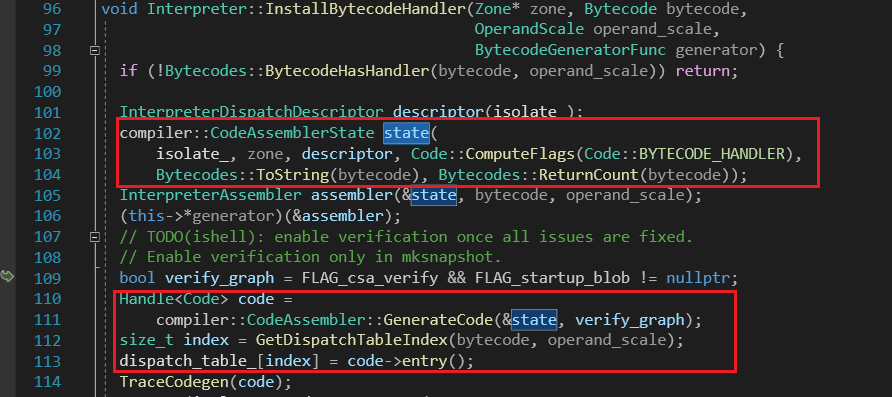 96 void Interpreter::InstallBytecodeHandler(Zone* zone, Bytecode bytecode,
97 OperandScale operand_scale,
98 BytecodeGeneratorFunc generator) {
99 if (!Bytecodes::BytecodeHasHandler(bytecode, operand_scale)) return;
100
101 InterpreterDispatchDescriptor descriptor(isolate_);
102 compiler::CodeAssemblerState state(
103 isolate_, zone, descriptor, Code::ComputeFlags(Code::BYTECODE_HANDLER),
104 Bytecodes::ToString(bytecode), Bytecodes::ReturnCount(bytecode));
105 InterpreterAssembler assembler(&state, bytecode, operand_scale);
106 (this->*generator)(&assembler);
107 // TODO(ishell): enable verification once all issues are fixed.
108 // Enable verification only in mksnapshot.
109 bool verify_graph = FLAG_csa_verify && FLAG_startup_blob != nullptr;
110 Handle<Code> code =
111 compiler::CodeAssembler::GenerateCode(&state, verify_graph);
112 size_t index = GetDispatchTableIndex(bytecode, operand_scale);
113 dispatch_table_[index] = code->entry();
114 TraceCodegen(code);